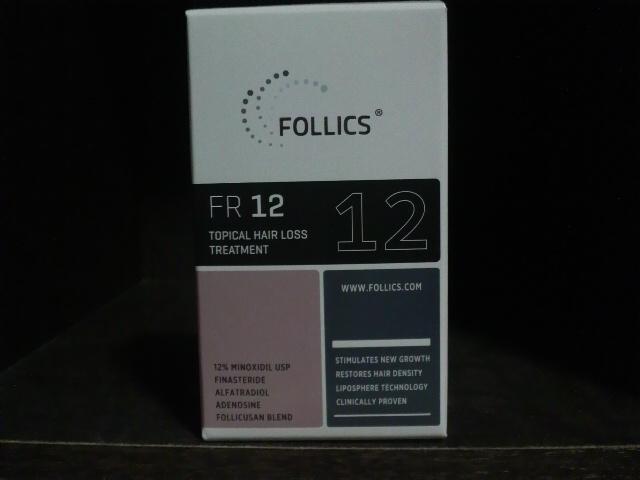 FOLLICS®
FR 12
12
TOPICAL HAIR LOSS
TREATMENT
12% MINOXIDIL USP
FINASTERIDE
ALFATRADIOL
ADENOSINE
FOLLICUSAN BLEND
WWW.FOLLICS.COM
STIMULATES NEW GROWTH
RESTORES HAIR DENSITY
LIPOSPHERE TECHNOLOGY
CLINICALLY PROVEN